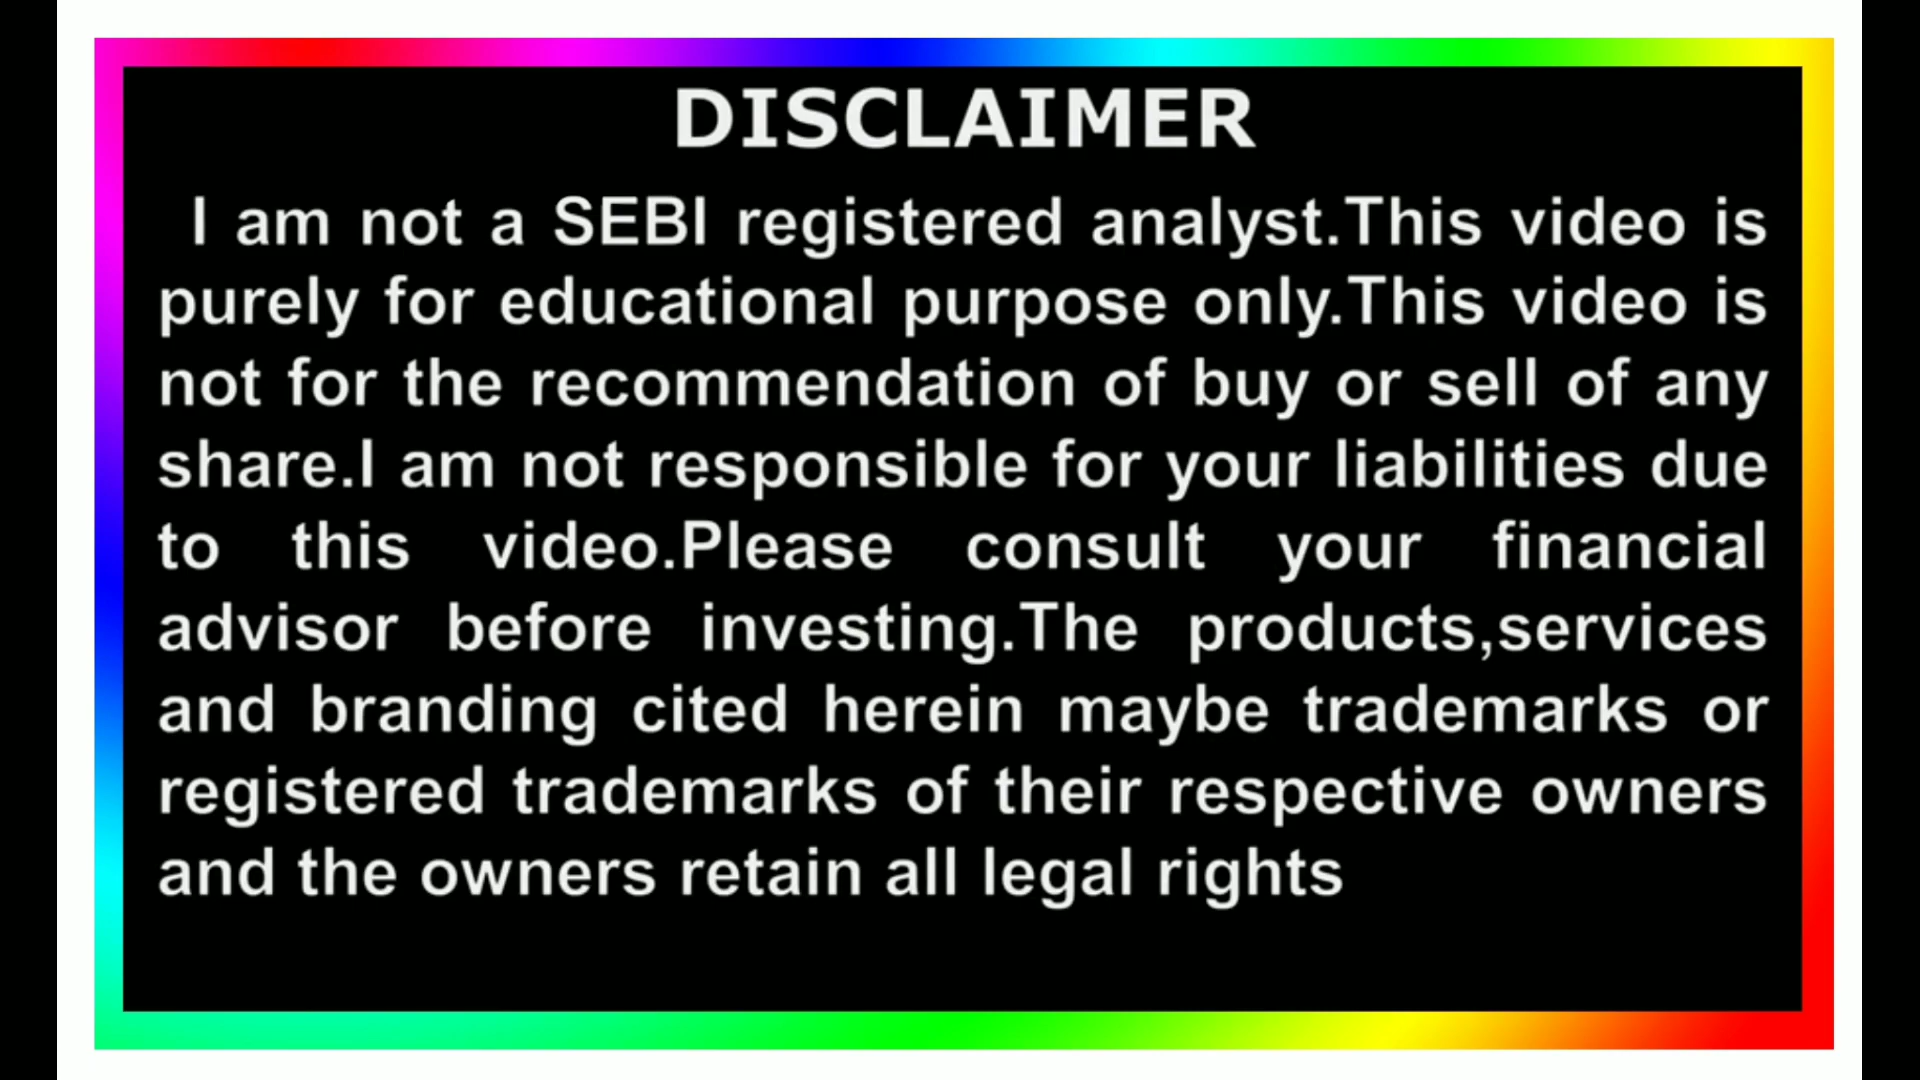 DISCLAIMER
I am not a SEBI registered analyst.This video is
purely for educational purpose only.This video is
not for the recommendation of buy or sell of any
share.I am not responsible for your liabilities due
to this video.Please consult your financial
advisor before investing.The products,services
and branding cited herein maybe trademarks or
registered trademarks of their respective owners
and the owners retain all legal rights